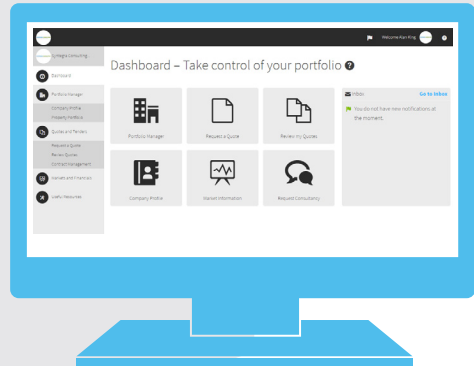 Welcome Alan King
Dashboard
Portfolio Manager
Company Profile
Property Portfolio
Quotes and Tenders
Request a Quote
Review Quotes
Contract Management
Markets and Financials
Useful Resources
Dashboard – Take control of your portfolio ?
Portfolio Manager
Request a Quote
Review my Quotes
Company Profile
Market Information
Request Consultancy
Inbox
Go to Inbox
You do not have new notifications at
the moment.